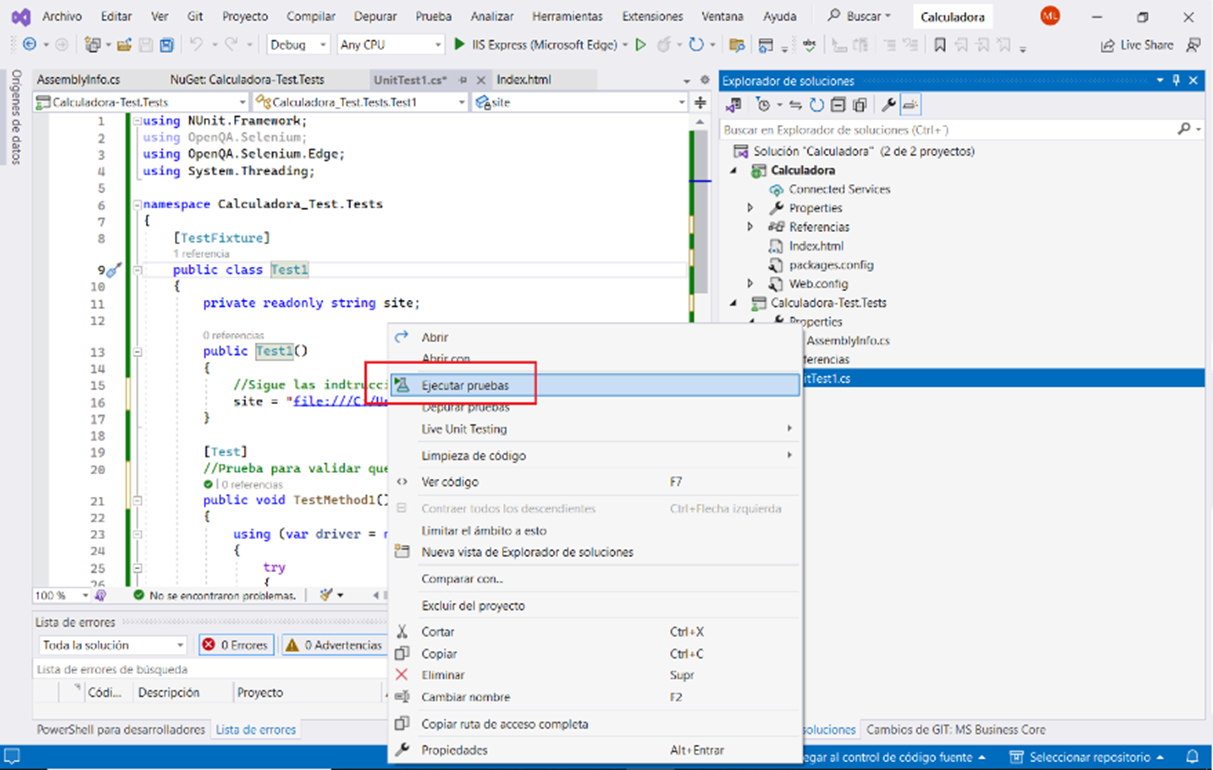 Archivo Editar Ver Git Proyecto Compilar Depurar Prueba Analizar Herramientas Extensiones Ventana Ayuda Buscar Calculadora ML
Debug Any CPU IIS Express (Microsoft Edge) Live Share
Orígenes de datos
AssemblyInfo.cs NuGet: Calculadora-Test.Tests UnitTest1.cs* Index.html
Calculadora-Test.Tests Calculadora_Test.Tests.Test1 site
1 using NUnit.Framework;
2 using OpenQA.Selenium;
3 using OpenQA.Selenium.Edge;
4 using System.Threading;
5
6 namespace Calculadora_Test.Tests
7 {
8 [TestFixture]
1 referencia
9 public class Test1
10 {
11 private readonly string site;
12
0 referencias
13 public Test1()
14 {
15 //Sigue las indtrucci
16 site = "file:///C:/U
17 }
18
19 [Test]
20 //Prueba para validar que
| 0 referencias
21 public void TestMethod1()
22 {
23 using (var driver = n
24 {
25 try
26 {
100 % No se encontraron problemas.
Lista de errores
Toda la solución 0 Errores 0 Advertencias
Lista de errores de búsqueda
Códi... Descripción Proyecto
PowerShell para desarrolladores Lista de errores
Abrir
Abrir con
Ejecutar pruebas
Depurar pruebas
Live Unit Testing
Limpieza de código
Ver código F7
Contraer todos los descendientes Ctrl+Flecha izquierda
Limitar el ámbito a esto
Nueva vista de Explorador de soluciones
Comparar con...
Excluir del proyecto
Cortar Ctrl+X
Copiar Ctrl+C
Eliminar Supr
Cambiar nombre F2
Copiar ruta de acceso completa
Propiedades Alt+Entrar
Explorador de soluciones
Buscar en Explorador de soluciones (Ctrl+¨)
Solución "Calculadora" (2 de 2 proyectos)
Calculadora
Connected Services
Properties
Referencias
Index.html
packages.config
Web.config
Calculadora-Test.Tests
Properties
AssemblyInfo.cs
ferencias
itTest1.cs
soluciones Cambios de GIT: MS Business Core
egar al control de código fuente Seleccionar repositorio